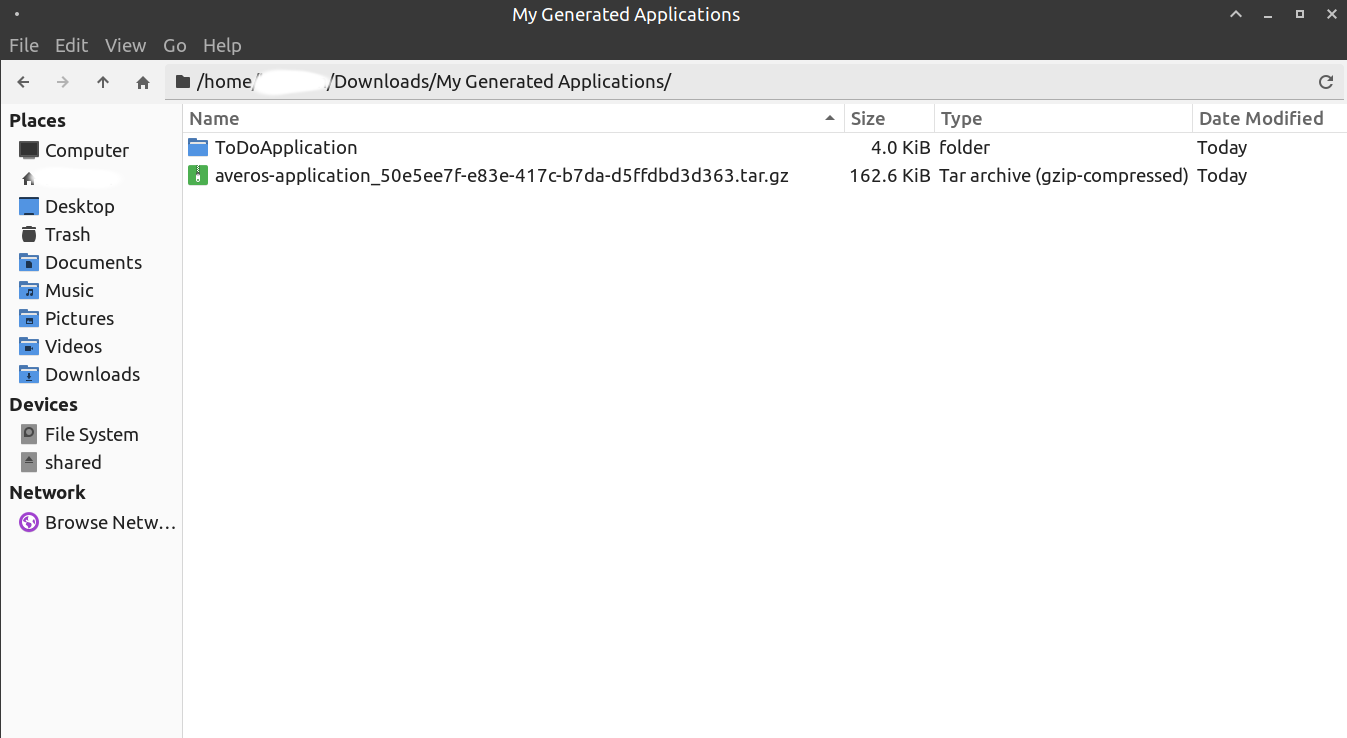 My Generated Applications
File Edit View Go Help
/home/ /Downloads/My Generated Applications/
Places
Computer
Desktop
Trash
Documents
Music
Pictures
Videos
Downloads
Devices
File System
shared
Network
Browse Netw…
Name Size Type Date Modified
ToDoApplication 4.0 KiB folder Today
averos-application_50e5ee7f-e83e-417c-b7da-d5ffdbd3d363.tar.gz 162.6 KiB Tar archive (gzip-compressed) Today